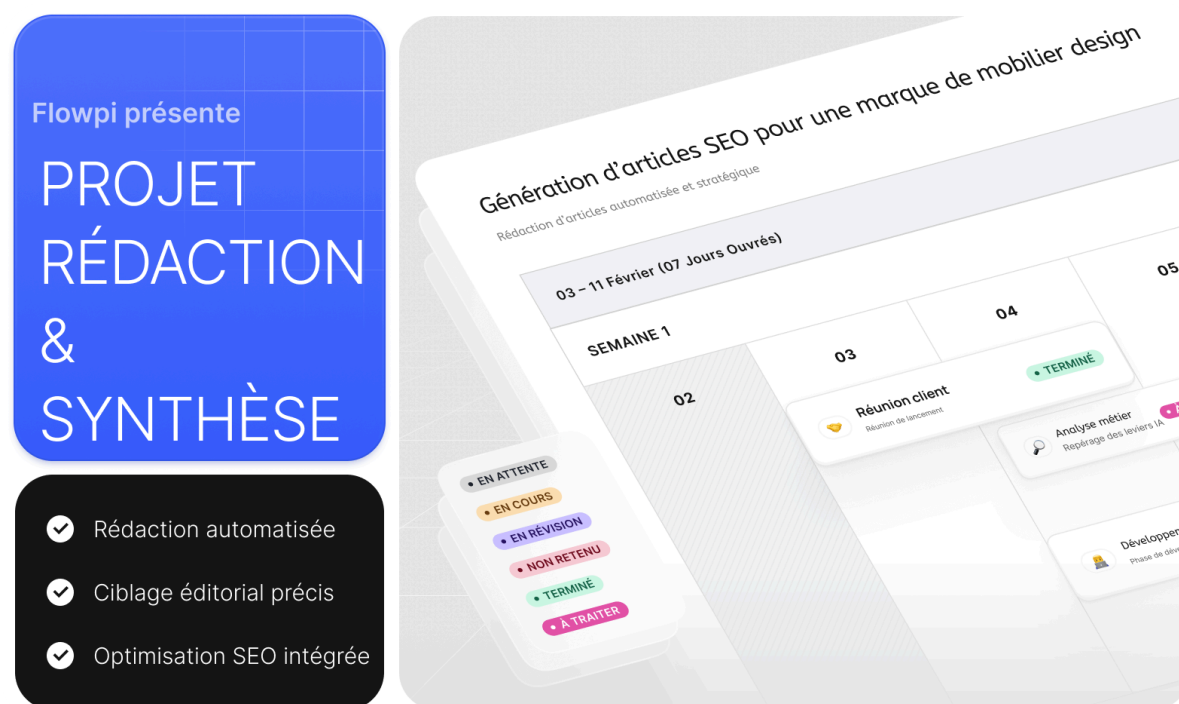 Flowpi présente
PROJET
RÉDACTION
&
SYNTHÈSE
Rédaction automatisée
Ciblage éditorial précis
Optimisation SEO intégrée
Génération d'articles SEO pour une marque de mobilier design
Rédaction d'articles automatisée et stratégique
03 – 11 Février (07 Jours Ouvrés)
SEMAINE 1
02
03
04
05
Réunion client
Réunion de lancement
• TERMINÉ
Analyse métier
Repérage des leviers IA
Phase de
• EN ATTENTE
• EN COURS
• EN RÉVISION
• NON RETENU
• TERMINÉ
• À TRAITER